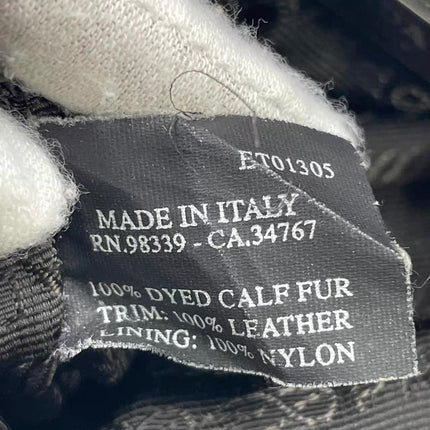 ET01305
MADE IN ITALY
RN.98339 - CA.34767
100% DYED CALF FUR
TRIM: 100% LEATHER
LINING: 100% NYLON